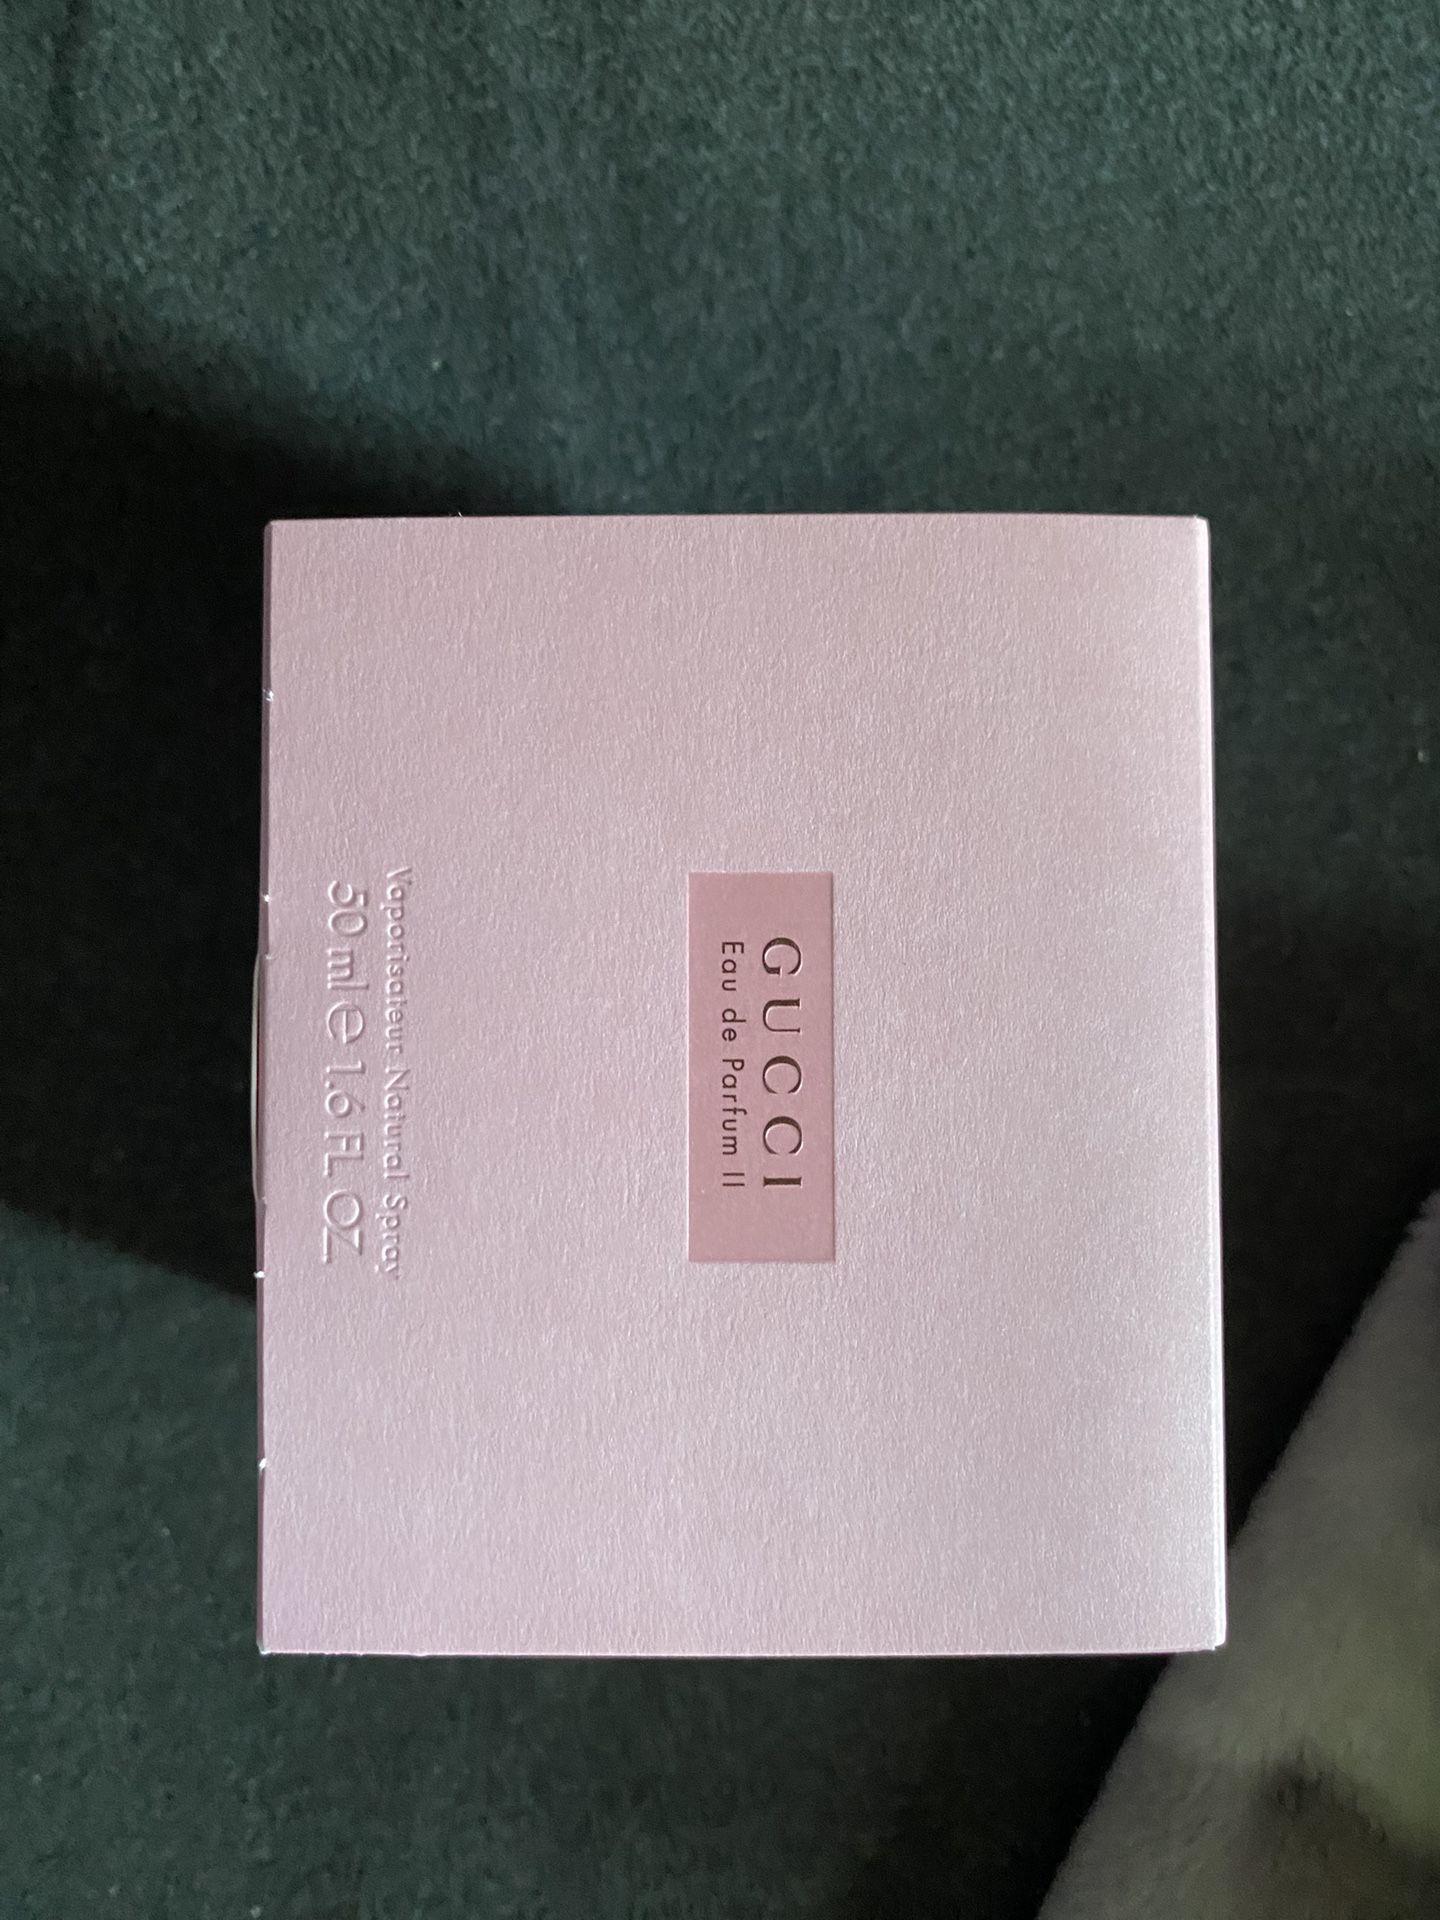 GUCCI
Eau de Parfum II
Vaporisateur Natural Spray
50 ml e 1.6 FL. OZ.